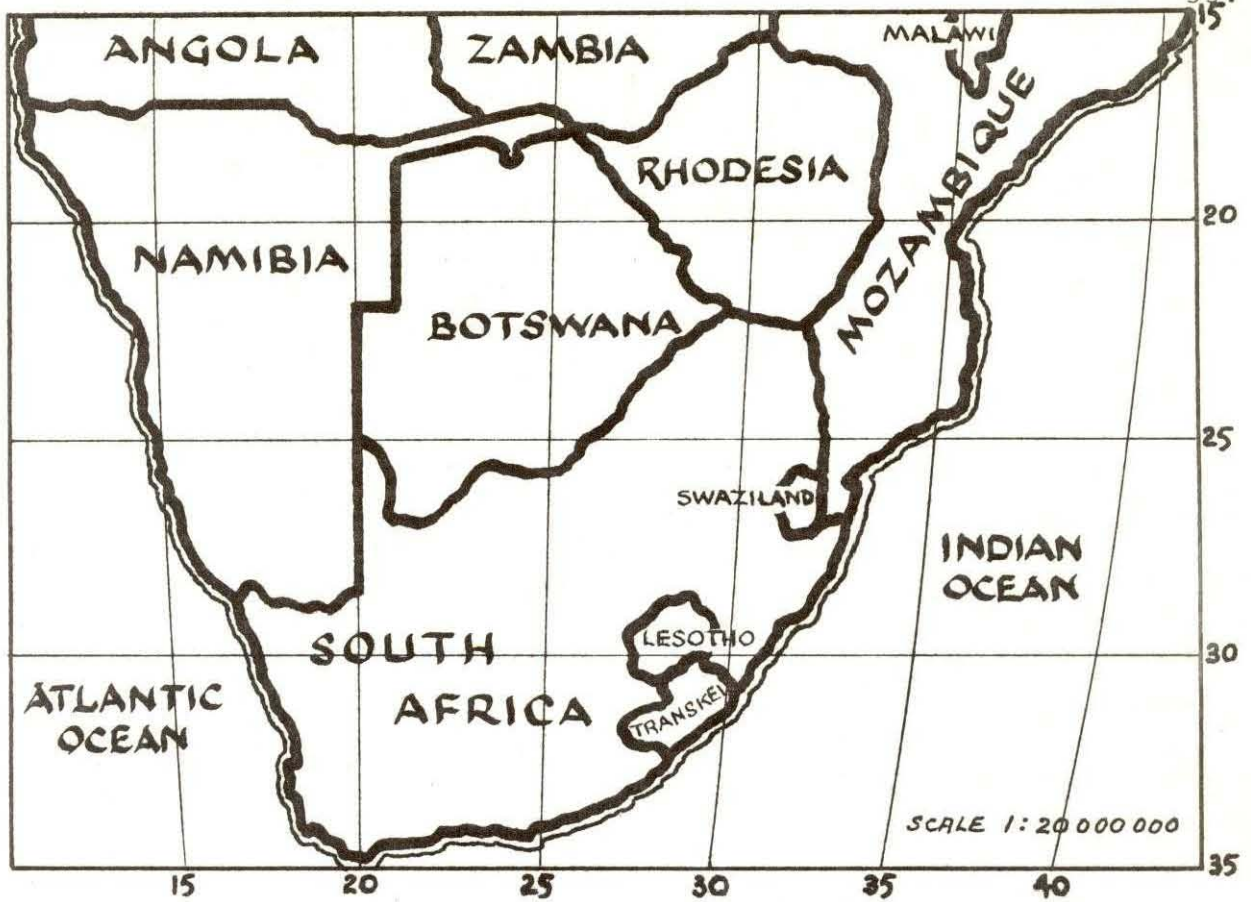 15
ANGOLA
ZAMBIA
MALAWI
RHODESIA
MOZAMBIQUE
20
NAMIBIA
BOTSWANA
25
SWAZILAND
INDIAN
OCEAN
LESOTHO
SOUTH
AFRICA
30
ATLANTIC
OCEAN
TRANSKEI
SCALE 1:20 000 000
35
15
20
25
30
35
40